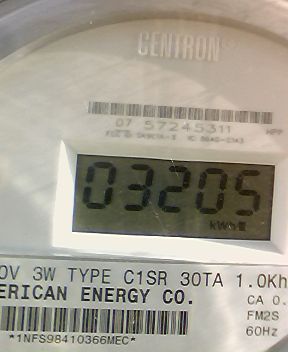 CENTRON®
07 57245311
03205
kWh
0V 3W TYPE C1SR 30TA 1.0Kh
ERICAN ENERGY CO.
CA 0.
FM2S
*1NFS98410366MEC*
60Hz